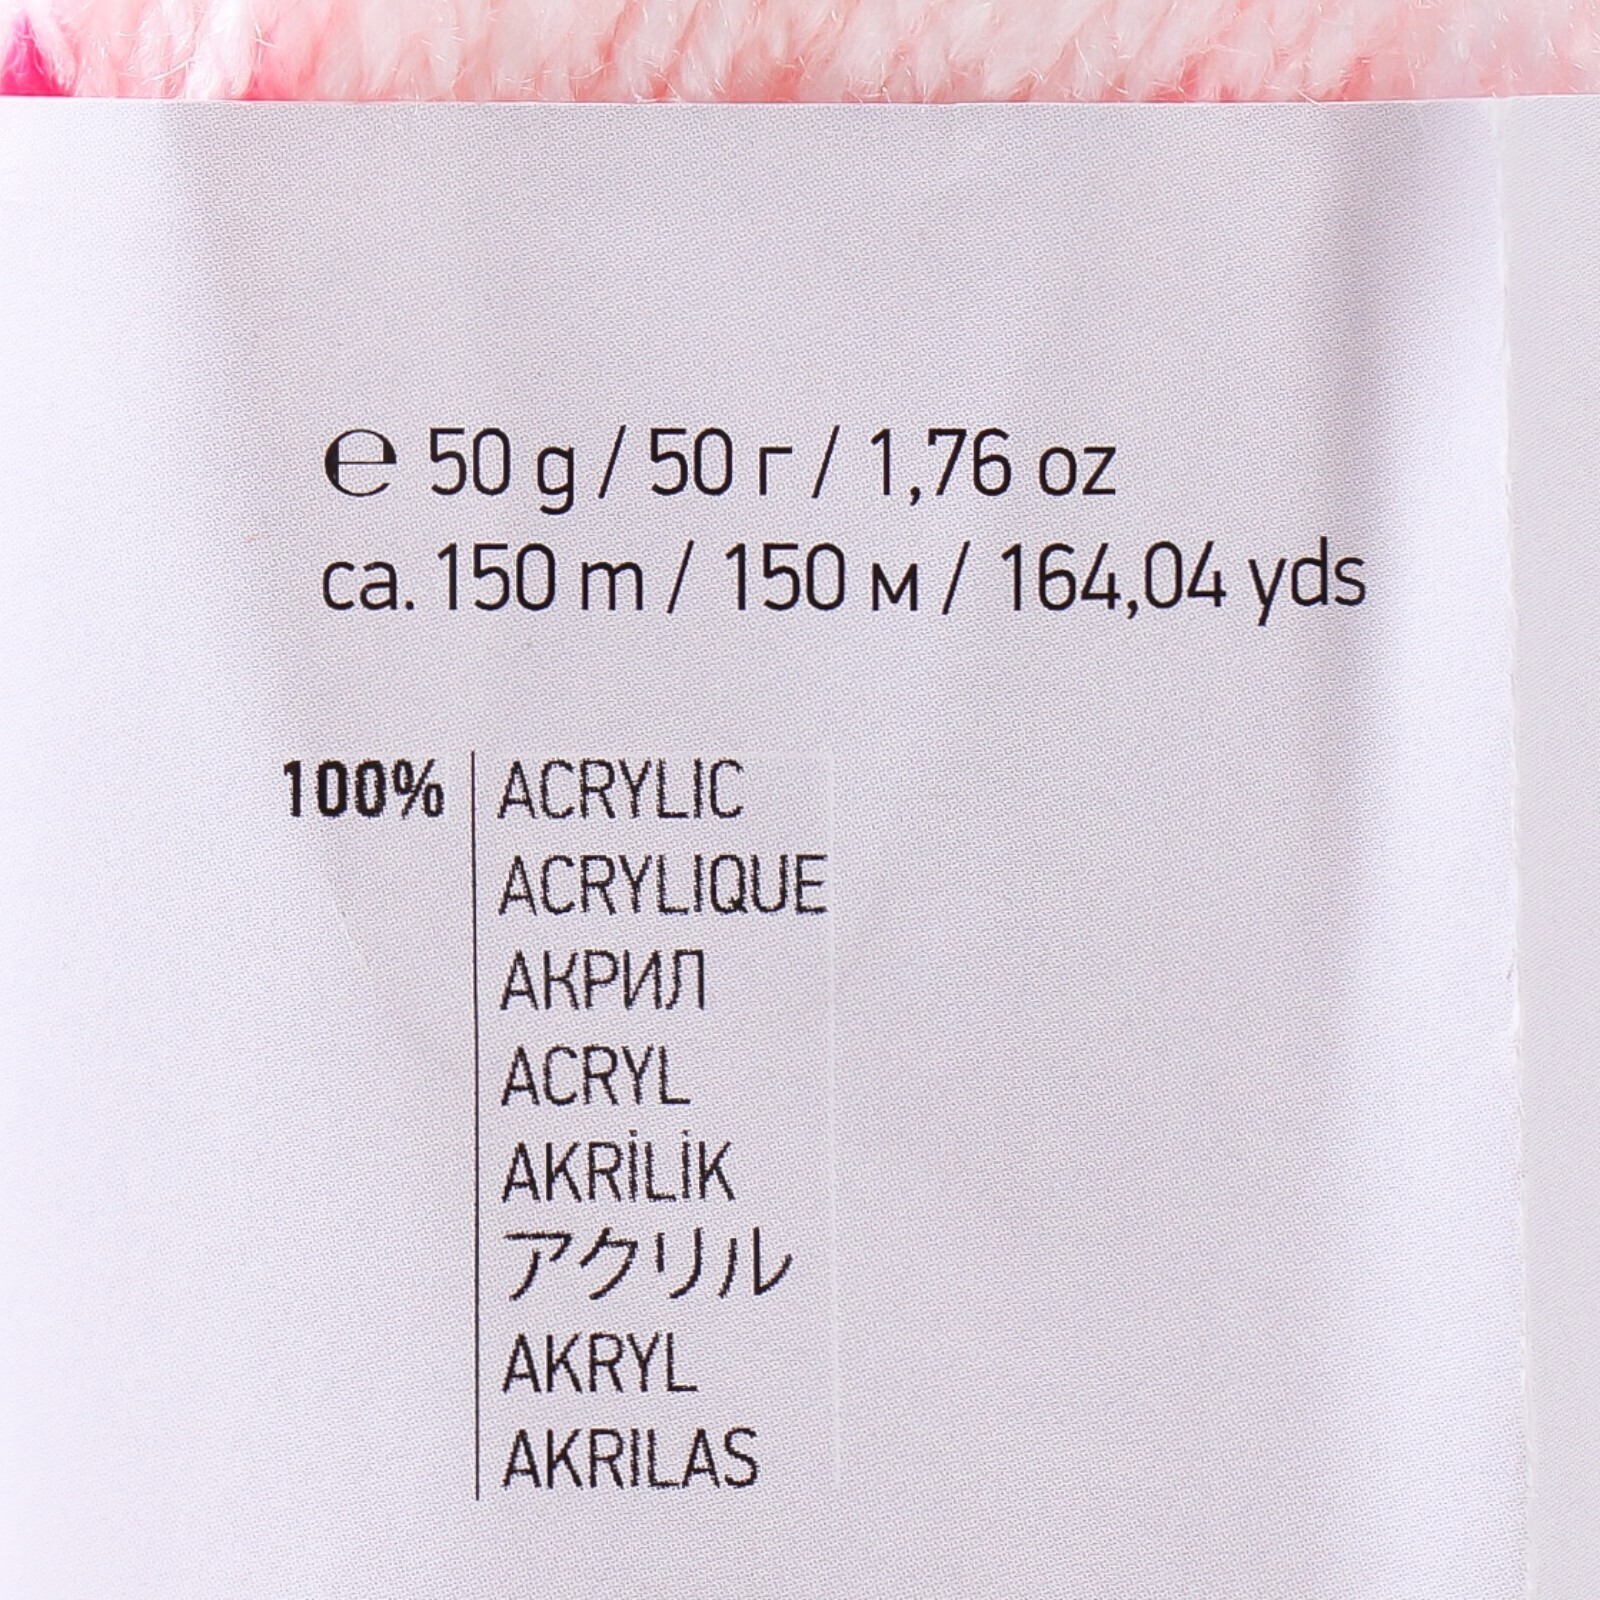 ℮ 50 g / 50 г / 1,76 oz
ca. 150 m / 150 м / 164,04 yds
100% ACRYLIC
ACRYLIQUE
АКРИЛ
ACRYL
AKRİLİK
アクリル
AKRYL
AKRILAS